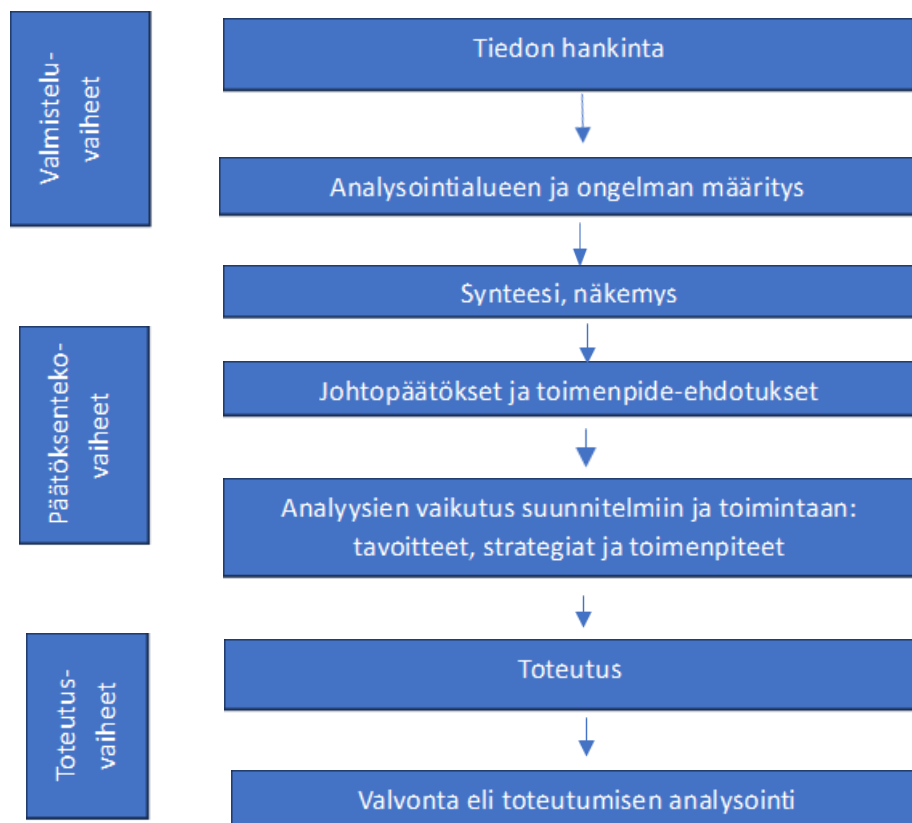 Valmistelu-
vaiheet
Tiedon hankinta
Analysointialueen ja ongelman määritys
Päätöksenteko-
vaiheet
Synteesi, näkemys
Johtopäätökset ja toimenpide-ehdotukset
Analyysien vaikutus suunnitelmiin ja toimintaan:
tavoitteet, strategiat ja toimenpiteet
Toteutus-
vaiheet
Toteutus
Valvonta eli toteutumisen analysointi